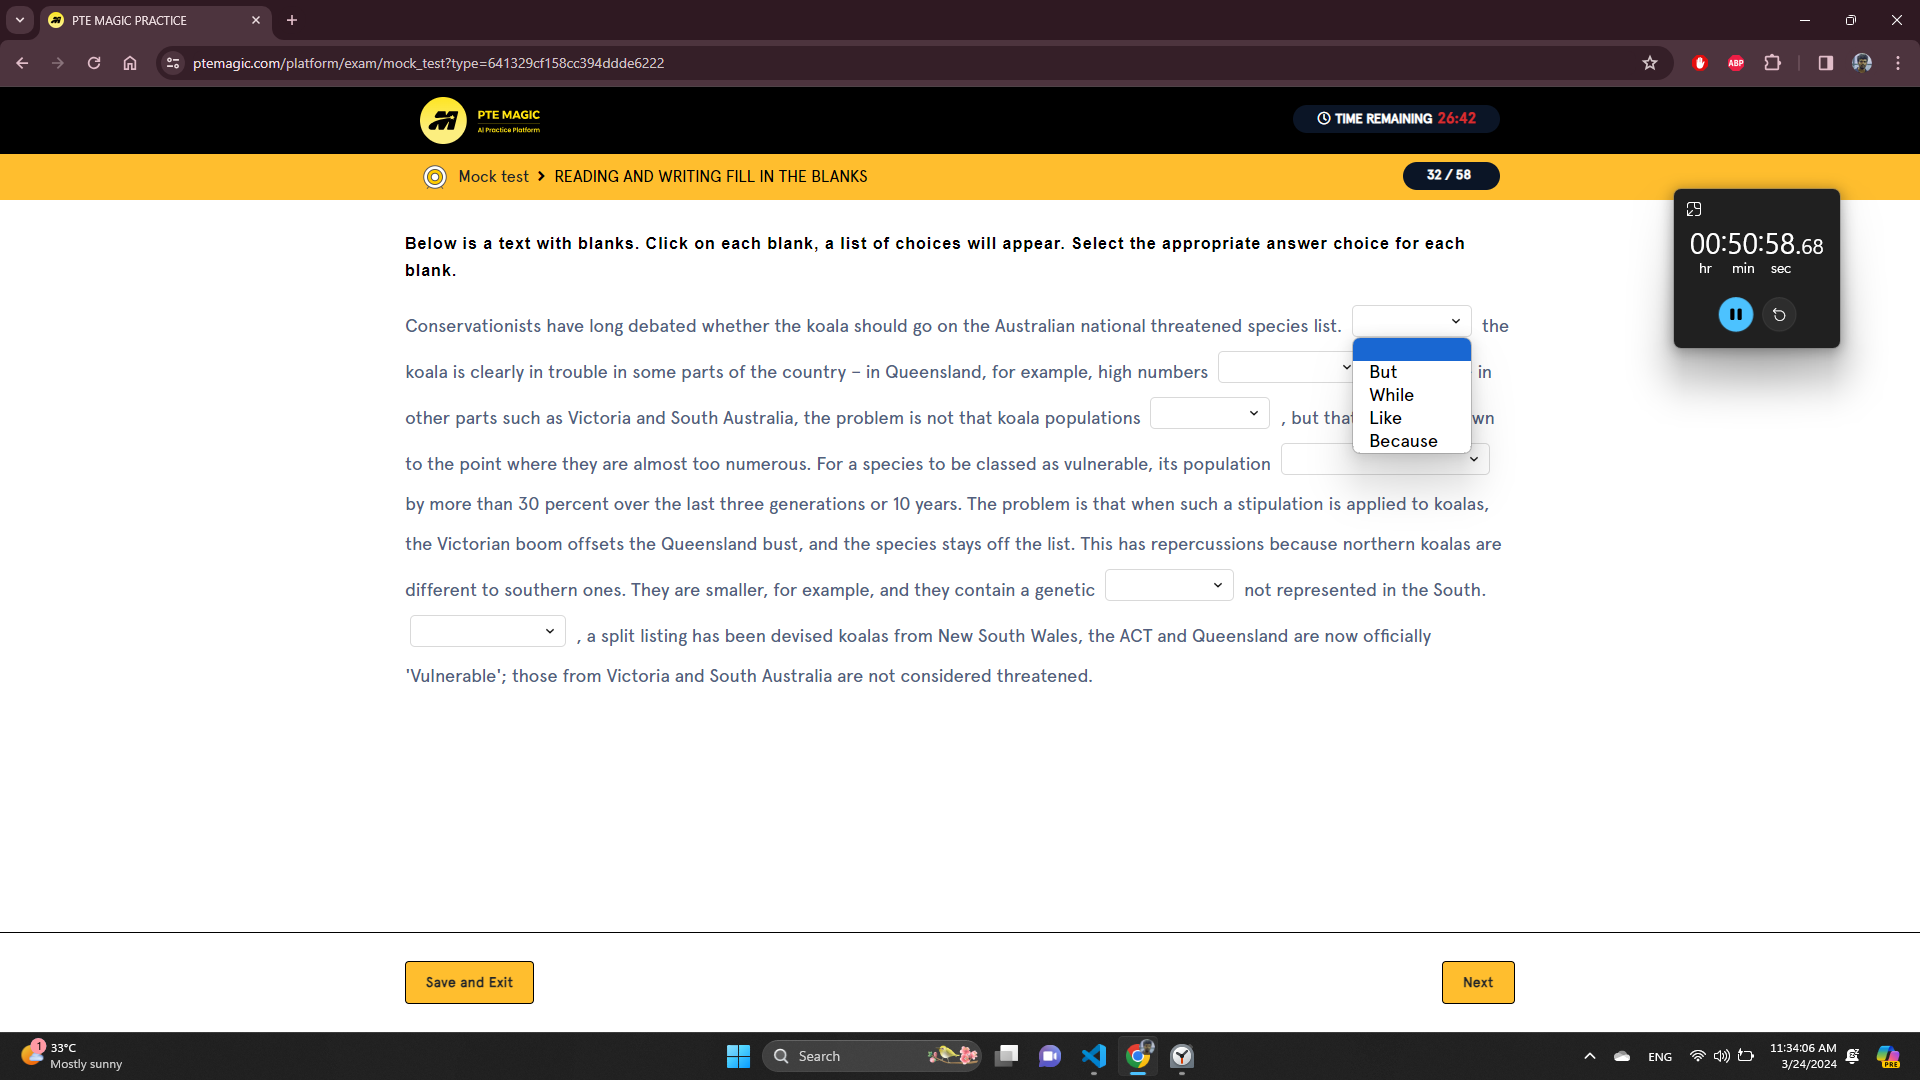 PTE MAGIC PRACTICE
ptemagic.com/platform/exam/mock_test?type=641329cf158cc394ddde6222
ABP
PTE MAGIC
AI Practice Platform
TIME REMAINING 26:42
Mock test > READING AND WRITING FILL IN THE BLANKS
32 / 58
00:50:58.68
hr min sec
Below is a text with blanks. Click on each blank, a list of choices will appear. Select the appropriate answer choice for each
blank.
Conservationists have long debated whether the koala should go on the Australian national threatened species list. the
koala is clearly in trouble in some parts of the country – in Queensland, for example, high numbers in
other parts such as Victoria and South Australia, the problem is not that koala populations , but that wn
to the point where they are almost too numerous. For a species to be classed as vulnerable, its population
by more than 30 percent over the last three generations or 10 years. The problem is that when such a stipulation is applied to koalas,
the Victorian boom offsets the Queensland bust, and the species stays off the list. This has repercussions because northern koalas are
different to southern ones. They are smaller, for example, and they contain a genetic not represented in the South.
, a split listing has been devised koalas from New South Wales, the ACT and Queensland are now officially
'Vulnerable'; those from Victoria and South Australia are not considered threatened.
But
While
Like
Because
Save and Exit
Next
1
33°C
Mostly sunny
Search
ENG
11:34:06 AM
3/24/2024
PRE